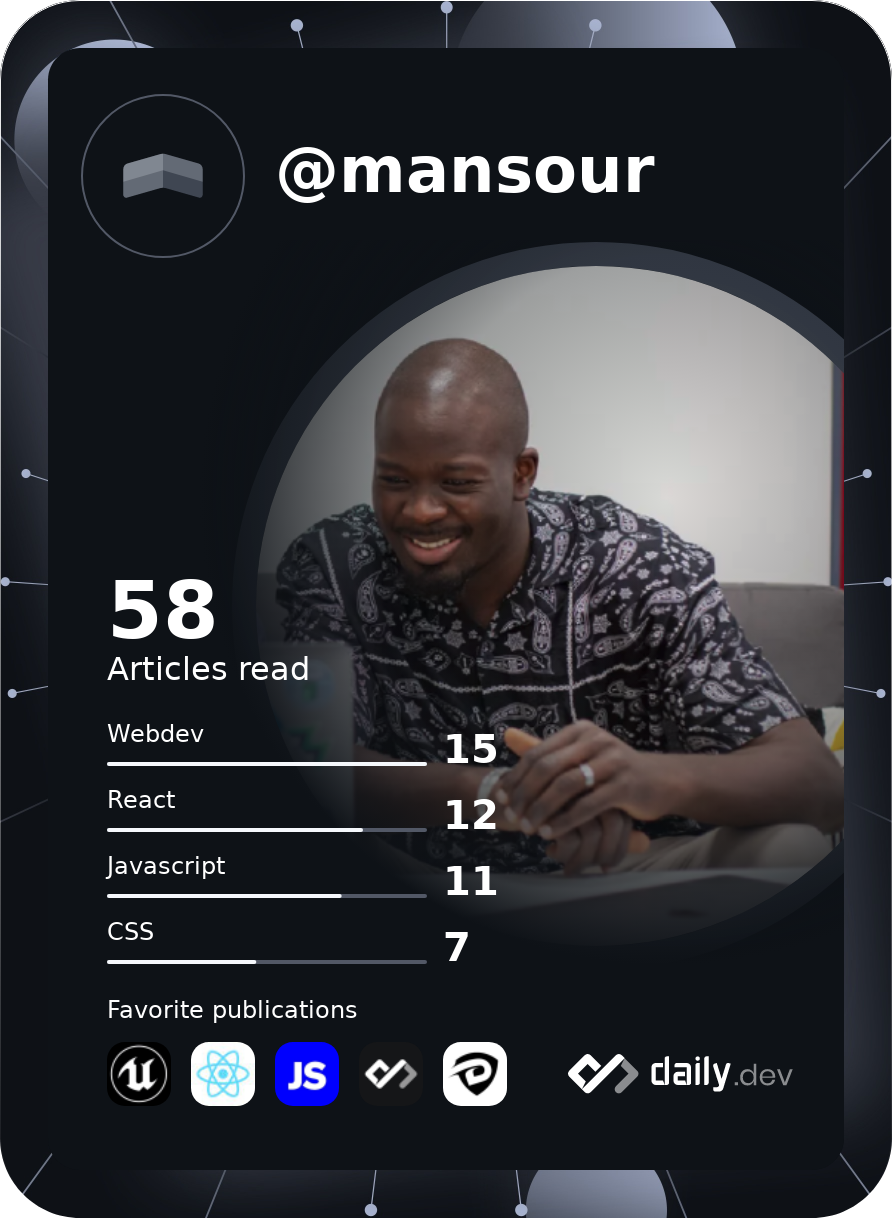 @mansour
58
Articles read
Webdev
15
React
12
Javascript
11
CSS
7
Favorite publications
JS
daily.dev